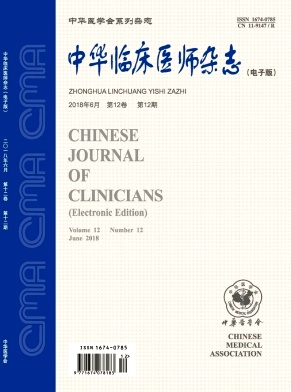 中华医学会系列杂志
ISSN 1674-0785
CN 11-9147 / R
中华临床医师杂志
(电子版)
ZHONGHUA LINCHUANG YISHI ZAZHI
2018年6月 第12卷 第12期
CHINESE
JOURNAL
OF
CLINICIANS
(Electronic Edition)
Volume 12 Number 12
June 2018
中华医学会
CHINESE
MEDICAL
ASSOCIATION
ISSN 1674-0785
9 771674 078185
12
中华临床医师杂志(电子版)
二〇一八年六月 第十二卷 第十二期
中华医学会
CMA CMA CMA